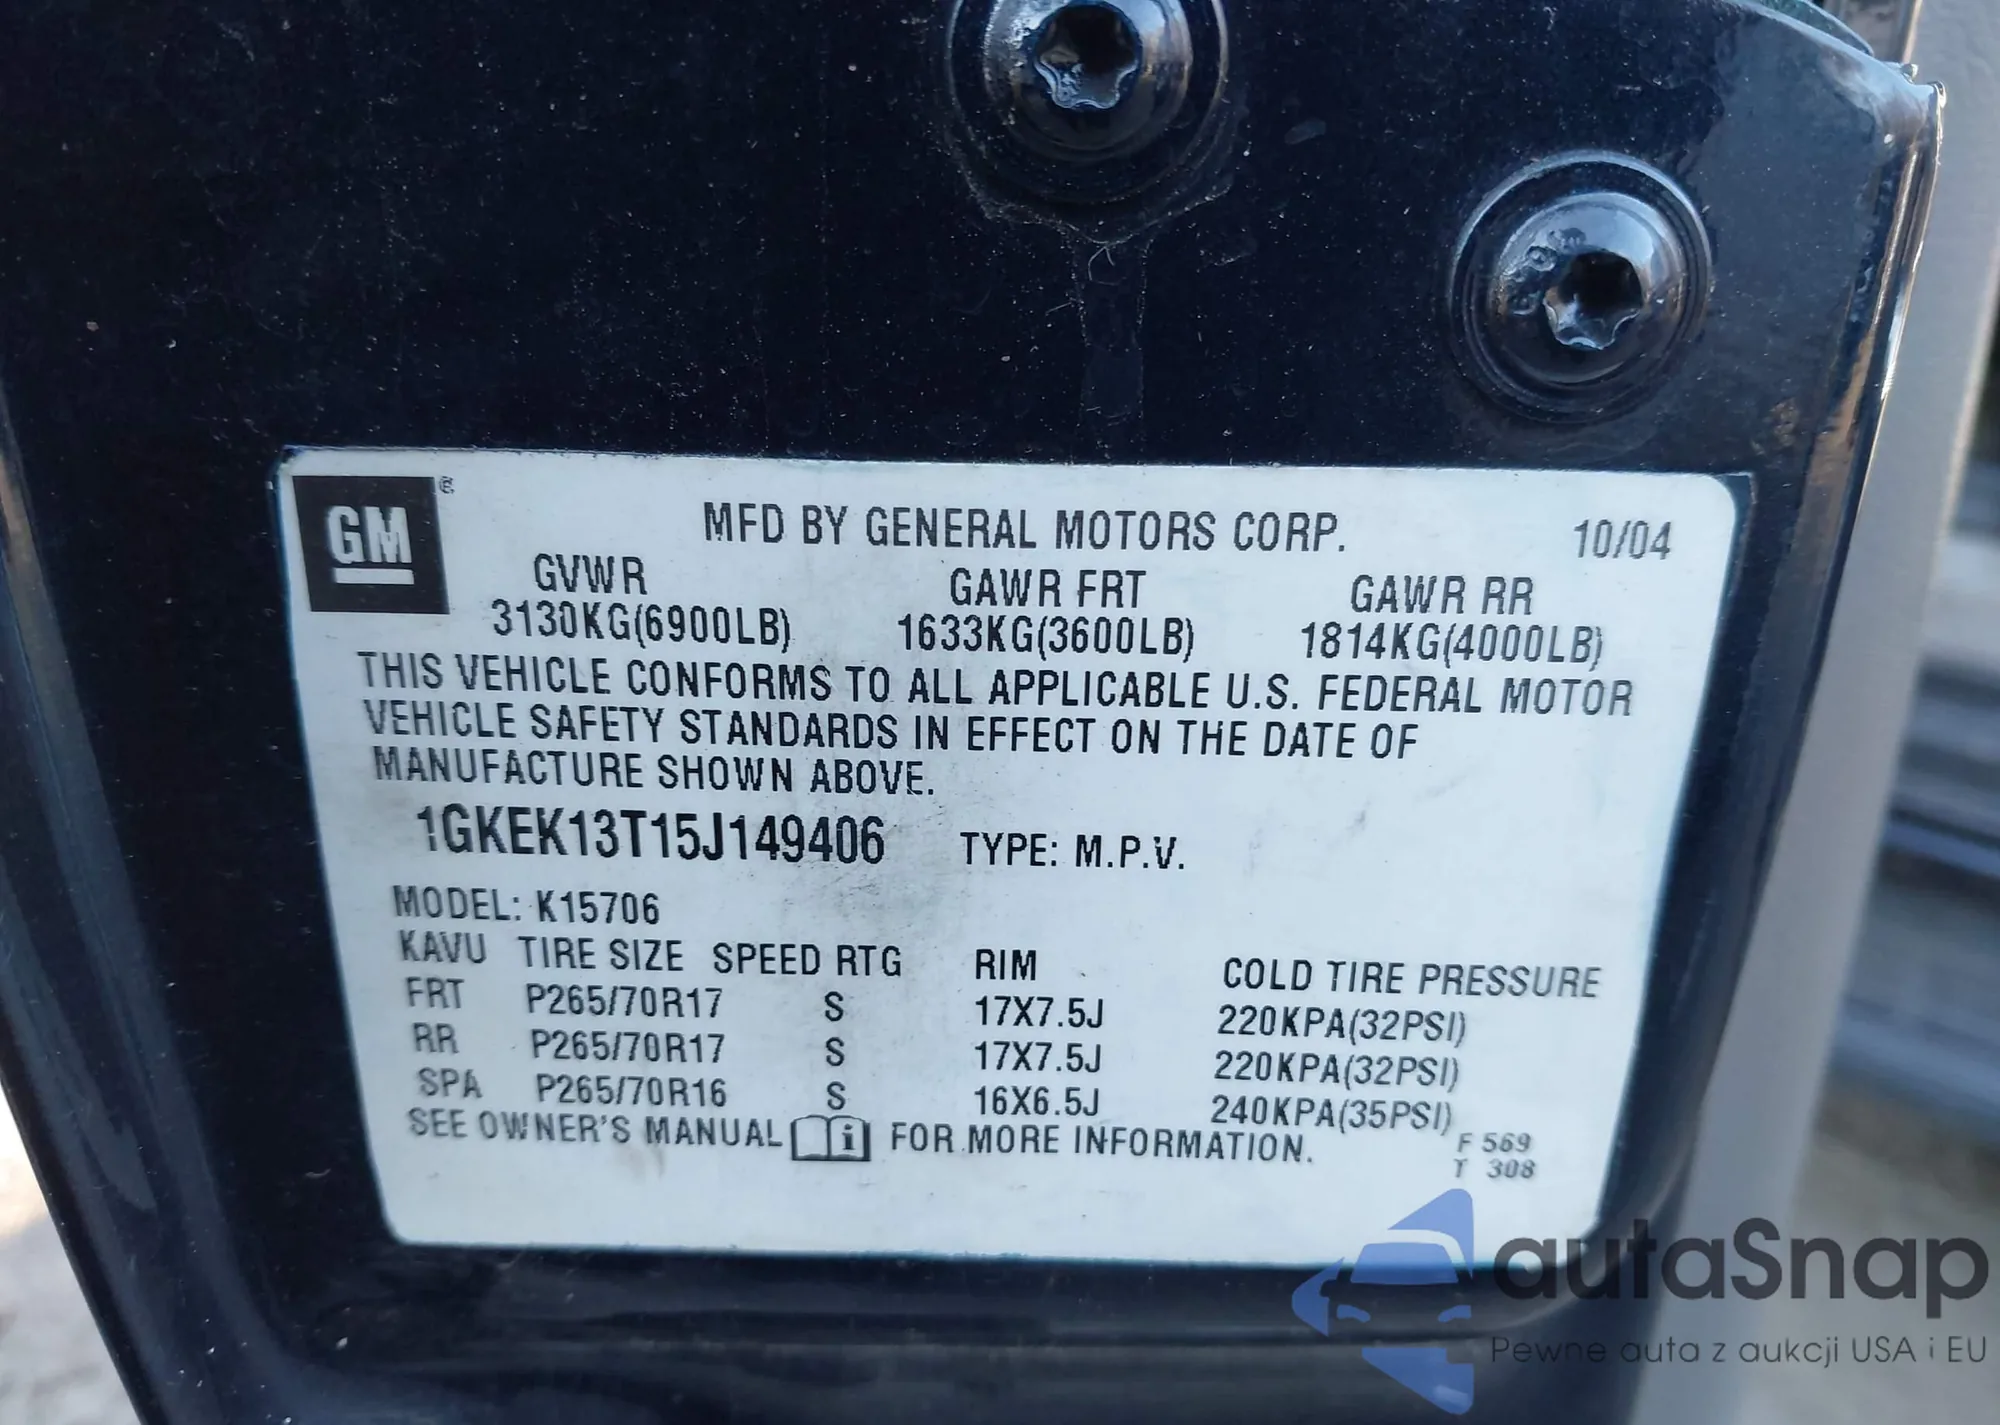 GM
MFD BY GENERAL MOTORS CORP. 10/04
GVWR GAWR FRT GAWR RR
3130KG(6900LB) 1633KG(3600LB) 1814KG(4000LB)
THIS VEHICLE CONFORMS TO ALL APPLICABLE U.S. FEDERAL MOTOR
VEHICLE SAFETY STANDARDS IN EFFECT ON THE DATE OF
MANUFACTURE SHOWN ABOVE.
1GKEK13T15J149406 TYPE: M.P.V.
MODEL: K15706
KAVU TIRE SIZE SPEED RTG RIM COLD TIRE PRESSURE
FRT P265/70R17 S 17X7.5J 220KPA(32PSI)
RR P265/70R17 S 17X7.5J 220KPA(32PSI)
SPA P265/70R16 S 16X6.5J 240KPA(35PSI)
SEE OWNER'S MANUAL i FOR MORE INFORMATION.
F 569
T 308
autaSnap
Pewne auta z aukcji USA i EU